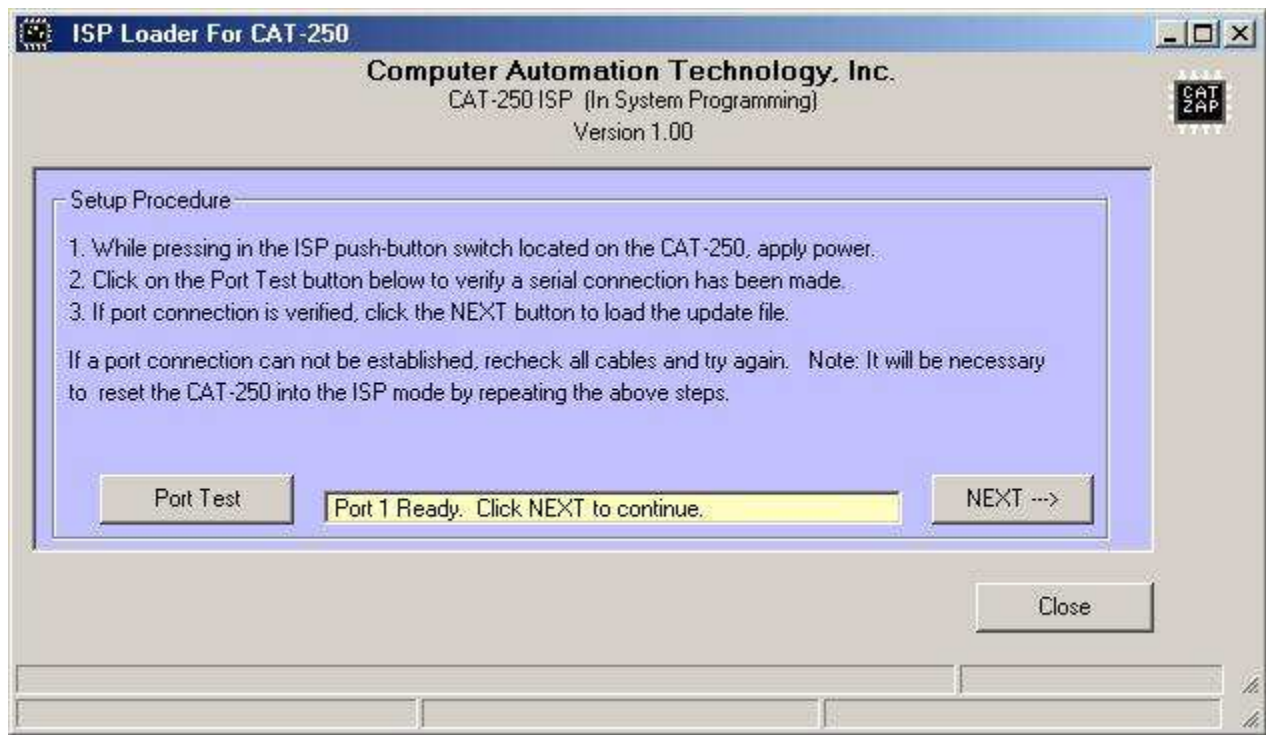 ISP Loader For CAT-250
Computer Automation Technology, Inc.
CAT-250 ISP (In System Programming)
Version 1.00
CAT
ZAP
Setup Procedure
1. While pressing in the ISP push-button switch located on the CAT-250, apply power.
2. Click on the Port Test button below to verify a serial connection has been made.
3. If port connection is verified, click the NEXT button to load the update file.
If a port connection can not be established, recheck all cables and try again. Note: It will be necessary
to reset the CAT-250 into the ISP mode by repeating the above steps.
Port Test
Port 1 Ready. Click NEXT to continue.
NEXT --->
Close